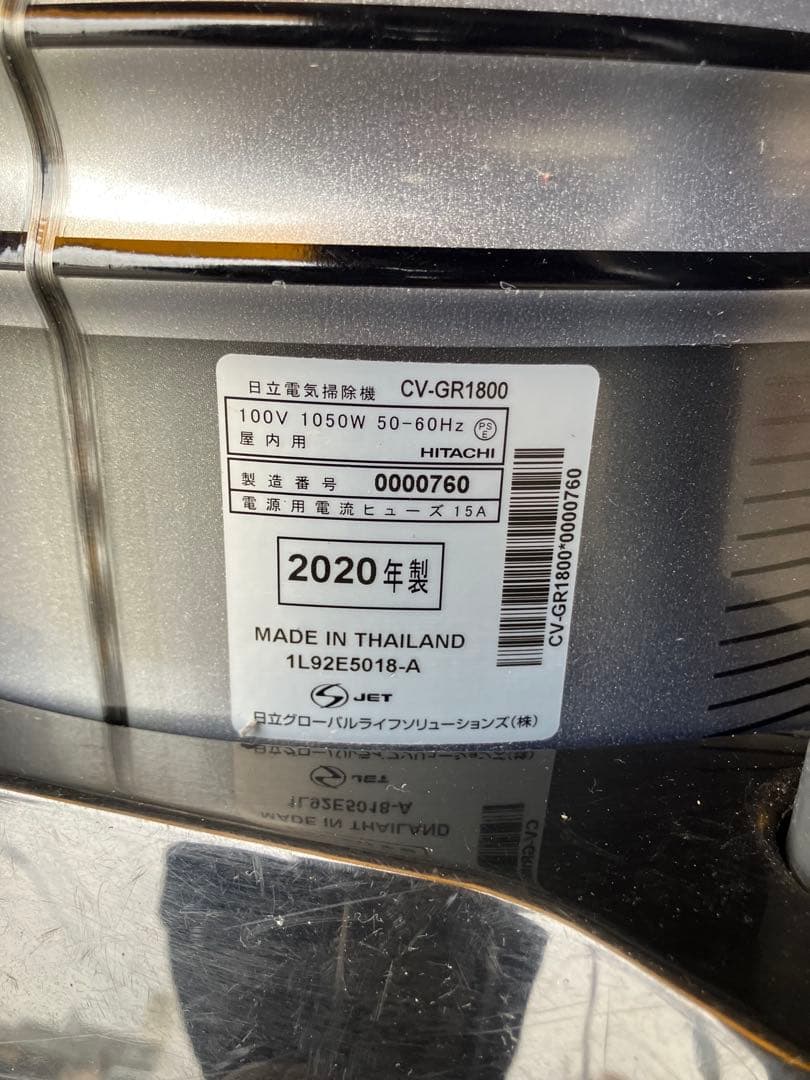 日立電気掃除機 CV-GR1800
100V 1050W 50-60Hz PSE
屋内用
HITACHI
製造番号 0000760
電源用電流ヒューズ 15A
2020年製
MADE IN THAILAND
1L92E5018-A
JET
日立グローバルライフソリューションズ(株)
CV-GR1800*0000760